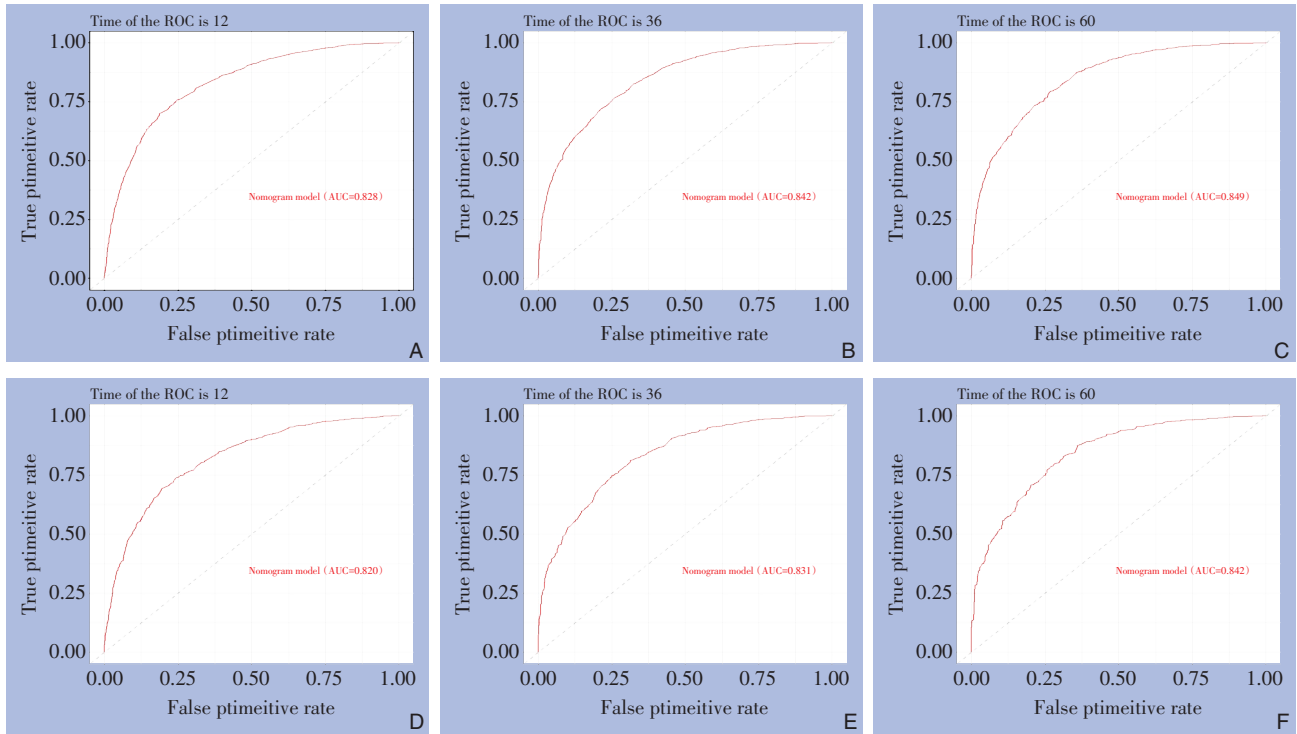 Time of the ROC is 12
1.00
0.75
0.50
0.25
0.00
True ptimeitive rate
Nomogram model (AUC=0.828)
0.00 0.25 0.50 0.75 1.00
False ptimeitive rate
A
Time of the ROC is 36
1.00
0.75
0.50
0.25
0.00
True ptimeitive rate
Nomogram model (AUC=0.842)
0.00 0.25 0.50 0.75 1.00
False ptimeitive rate
B
Time of the ROC is 60
1.00
0.75
0.50
0.25
0.00
True ptimeitive rate
Nomogram model (AUC=0.849)
0.00 0.25 0.50 0.75 1.00
False ptimeitive rate
C
Time of the ROC is 12
1.00
0.75
0.50
0.25
0.00
True ptimeitive rate
Nomogram model (AUC=0.820)
0.00 0.25 0.50 0.75 1.00
False ptimeitive rate
D
Time of the ROC is 36
1.00
0.75
0.50
0.25
0.00
True ptimeitive rate
Nomogram model (AUC=0.831)
0.00 0.25 0.50 0.75 1.00
False ptimeitive rate
E
Time of the ROC is 60
1.00
0.75
0.50
0.25
0.00
True ptimeitive rate
Nomogram model (AUC=0.842)
0.00 0.25 0.50 0.75 1.00
False ptimeitive rate
F